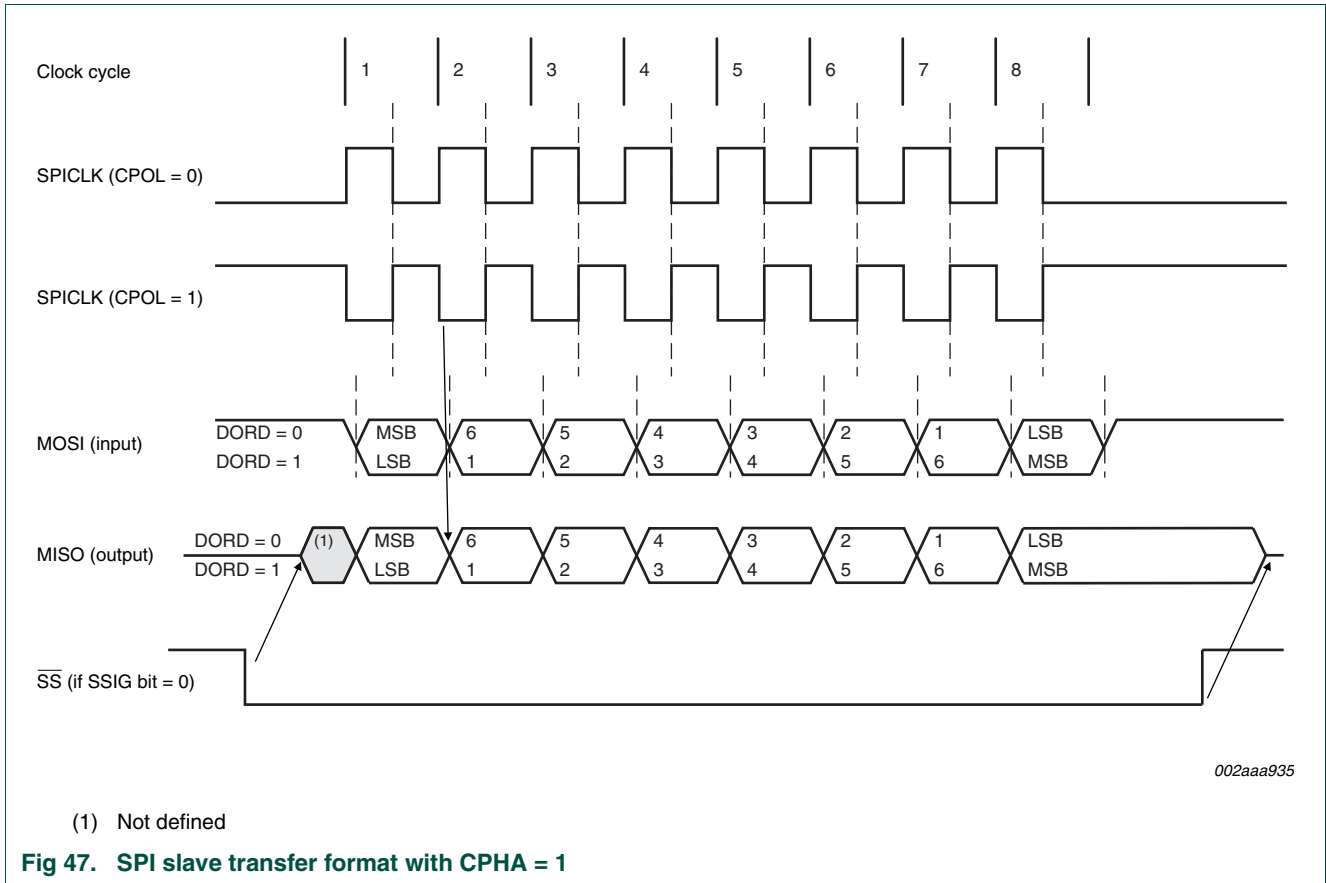 Clock cycle 1 2 3 4 5 6 7 8
SPICLK (CPOL = 0)
SPICLK (CPOL = 1)
MOSI (input) DORD = 0 MSB 6 5 4 3 2 1 LSB
DORD = 1 LSB 1 2 3 4 5 6 MSB
MISO (output) DORD = 0 (1) MSB 6 5 4 3 2 1 LSB
DORD = 1 LSB 1 2 3 4 5 6 MSB
SS (if SSIG bit = 0)
002aaa935
(1) Not defined
Fig 47. SPI slave transfer format with CPHA = 1